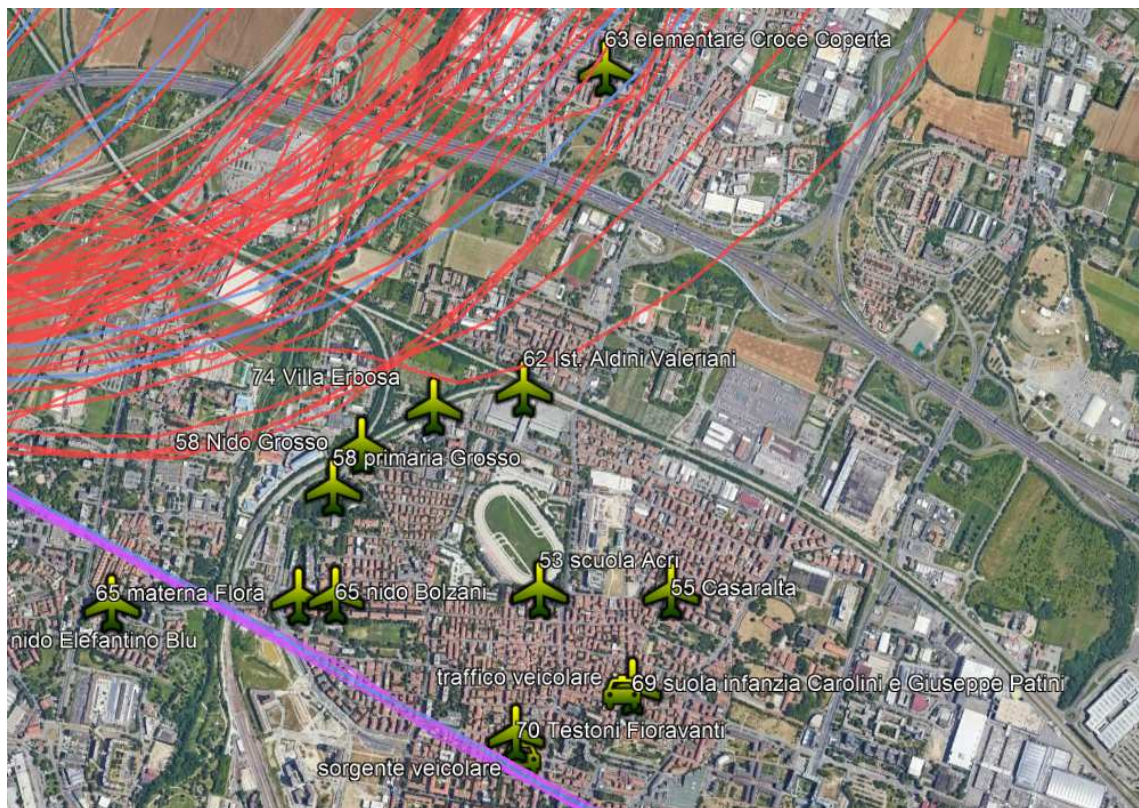 63 elementare Croce Coperta
62 Ist. Aldini Valeriani
74 Villa Erbosa
58 Nido Grosso
58 primaria Grosso
53 scuola Acri
65 materna Flora
65 nido Bolzani
55 Casaralta
nido Elefantino Blu
traffico veicolare
69 suola infanzia Carolini e Giuseppe Patini
70 Testoni Fioravanti
sorgente veicolare